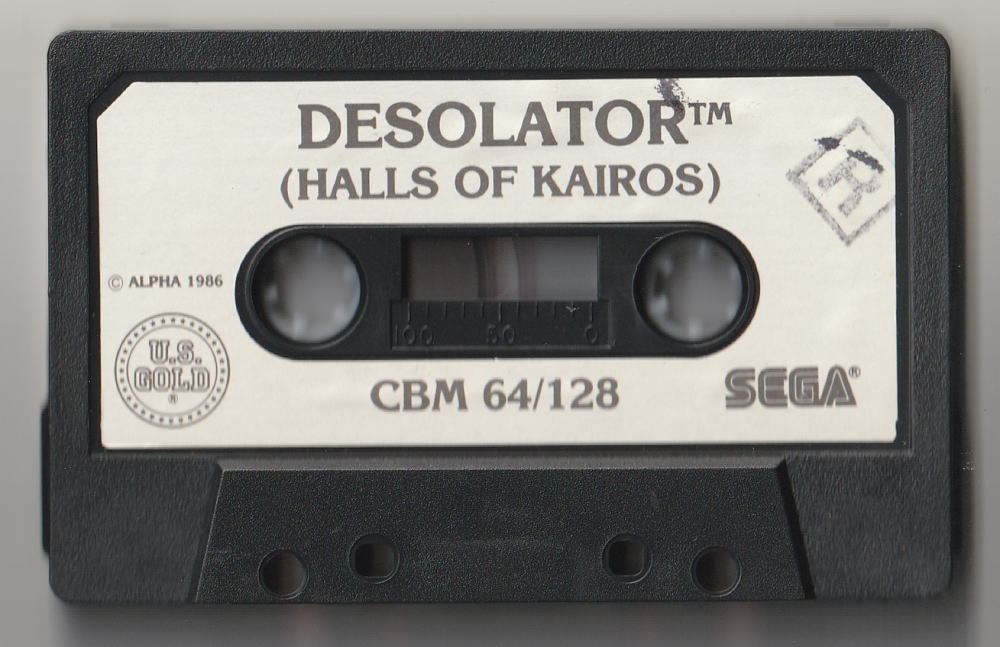 DESOLATOR™
(HALLS OF KAIROS)
R
© ALPHA 1986
100 50 0
U.S.
GOLD
®
CBM 64/128
SEGA®